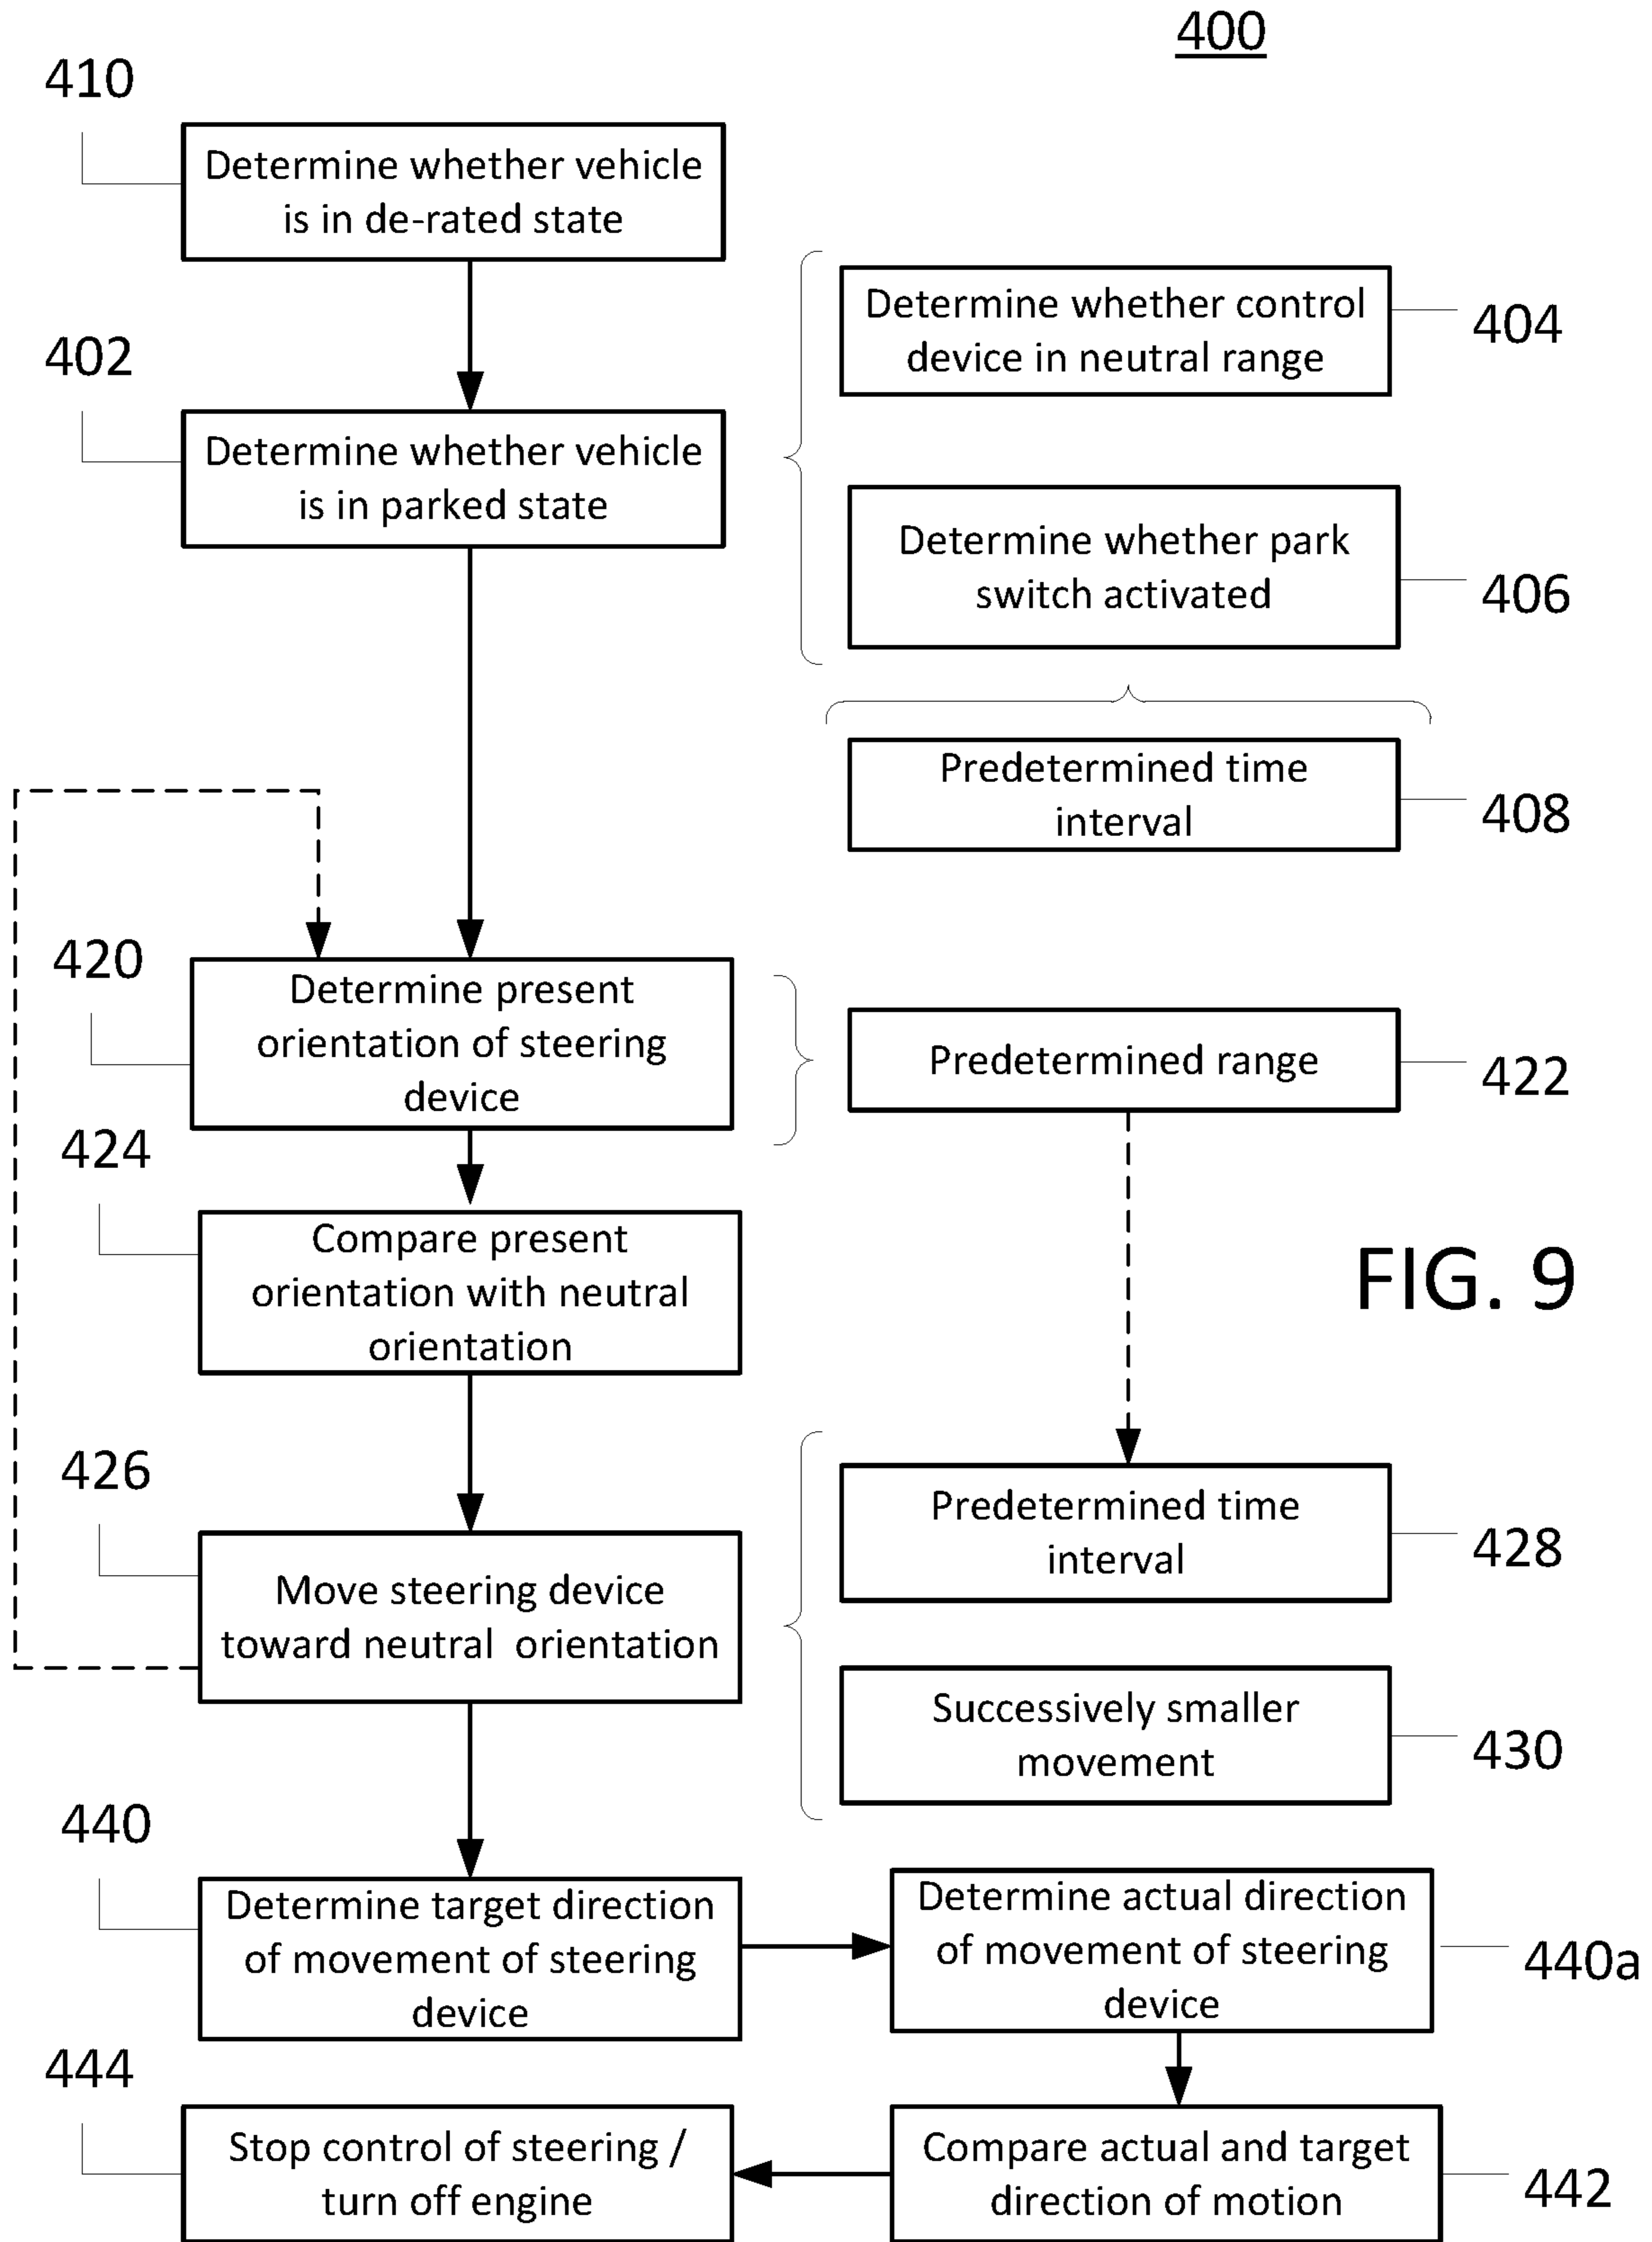 400
410
Determine whether vehicle
is in de-rated state
402
Determine whether vehicle
is in parked state
Determine whether control
device in neutral range
404
Determine whether park
switch activated
406
Predetermined time
interval
408
420
Determine present
orientation of steering
device
Predetermined range
422
424
Compare present
orientation with neutral
orientation
FIG. 9
426
Move steering device
toward neutral orientation
Predetermined time
interval
428
Successively smaller
movement
430
440
Determine target direction
of movement of steering
device
Determine actual direction
of movement of steering
device
440a
444
Stop control of steering /
turn off engine
Compare actual and target
direction of motion
442